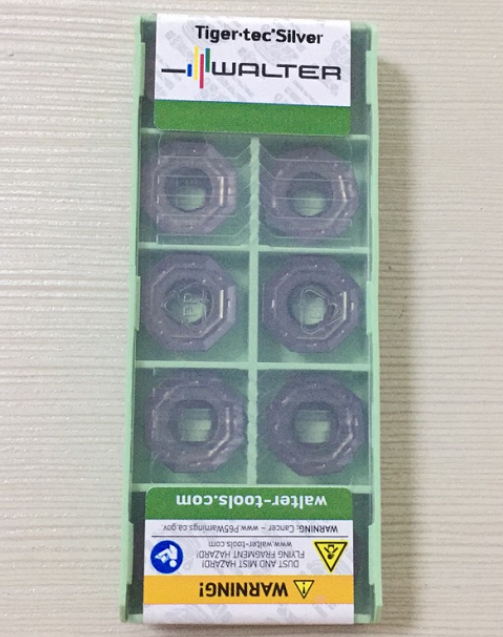 Tiger·tec®Silver
WALTER
walter-tools.com
WARNING: Cancer – www.P65Warnings.ca.gov
www.walter-tools.com
DUST AND MIST HAZARD!
FLYING FRAGMENT HAZARD!
WARNING!